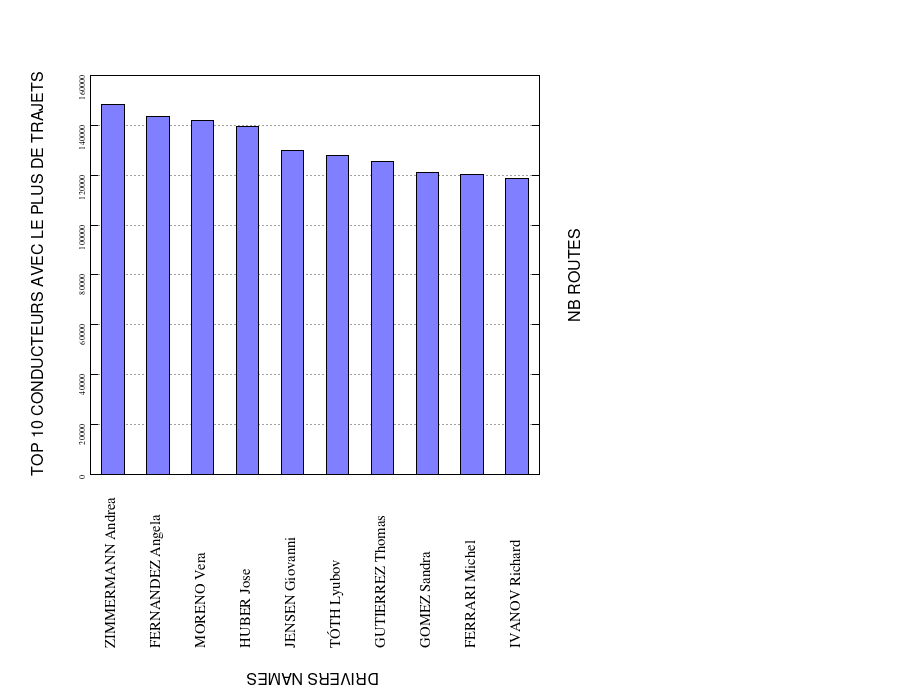 TOP 10 CONDUCTEURS AVEC LE PLUS DE TRAJETS
160000
140000
120000
100000
80000
60000
40000
20000
0
NB ROUTES
ZIMMERMANN Andrea
FERNANDEZ Angela
MORENO Vera
HUBER Jose
JENSEN Giovanni
TÓTH Lyubov
GUTIERREZ Thomas
GOMEZ Sandra
FERRARI Michel
IVANOV Richard
DRIVERS NAMES